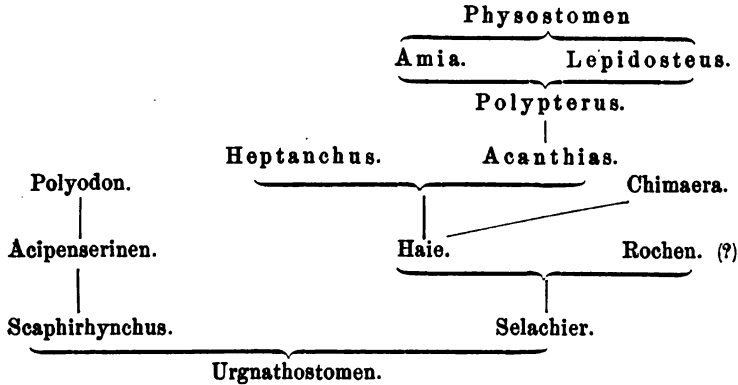 Physostomen
Amia. Lepidosteus.
Polypterus.
Heptanchus. Acanthias.
Polyodon. Chimaera.
Acipenserinen. Haie. Rochen. (?)
Scaphirhynchus. Selachier.
Urgnathostomen.